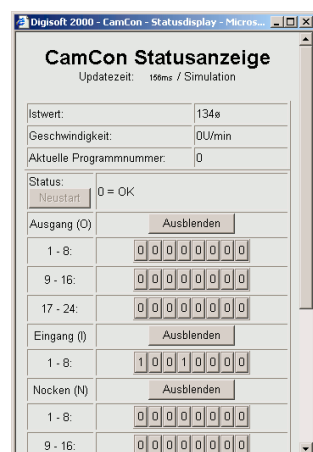 Digisoft 2000 - CamCon - Statusdisplay - Micros...
CamCon Statusanzeige
Updatezeit: 156ms / Simulation
Istwert: 134ø
Geschwindigkeit: 0U/min
Aktuelle Programmnummer: 0
Status: Neustart 0 = OK
Ausgang (O) Ausblenden
1 - 8: 0 0 0 0 0 0 0 0
9 - 16: 0 0 0 0 0 0 0 0
17 - 24: 0 0 0 0 0 0 0 0
Eingang (I) Ausblenden
1 - 8: 1 0 0 1 0 0 0 0
Nocken (N) Ausblenden
1 - 8: 0 0 0 0 0 0 0 0
9 - 16: 0 0 0 0 0 0 0 0